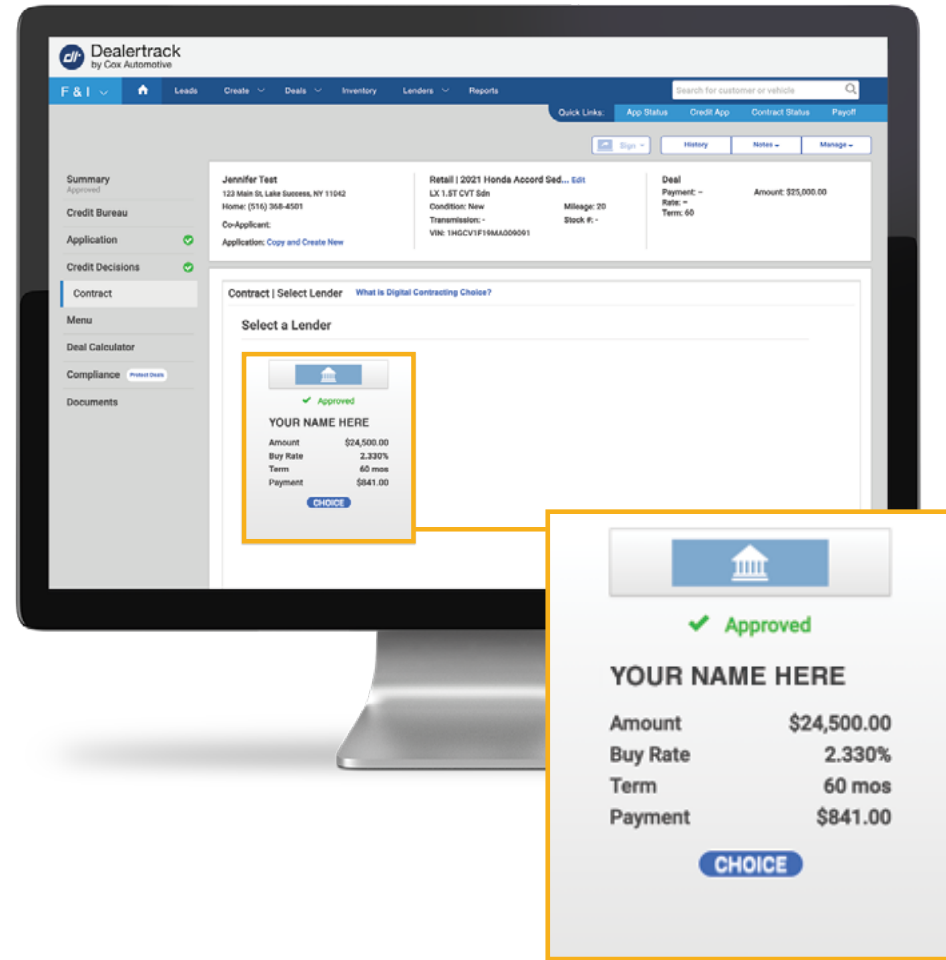 dt.
Dealertrack
by Cox Automotive
F & I
Leads
Create
Deals
Inventory
Lenders
Reports
Search for customer or vehicle
Quick Links: App Status Credit App Contract Status Payoff
Sign
History
Notes
Manage
Summary
Approved
Credit Bureau
Application
Credit Decisions
Contract
Menu
Deal Calculator
Compliance Protect Deals
Documents
Jennifer Test
123 Main St, Lake Success, NY 11042
Home: (516) 368-4501
Co-Applicant:
Application: Copy and Create New
Retail | 2021 Honda Accord Sed... Edit
LX 1.5T CVT Sdn
Condition: New Mileage: 20
Transmission: - Stock #: -
VIN: 1HGCV1F19MA009091
Deal
Payment: – Amount: $25,000.00
Rate: –
Term: 60
Contract | Select Lender What is Digital Contracting Choice?
Select a Lender
Approved
YOUR NAME HERE
Amount $24,500.00
Buy Rate 2.330%
Term 60 mos
Payment $841.00
CHOICE
Approved
YOUR NAME HERE
Amount $24,500.00
Buy Rate 2.330%
Term 60 mos
Payment $841.00
CHOICE